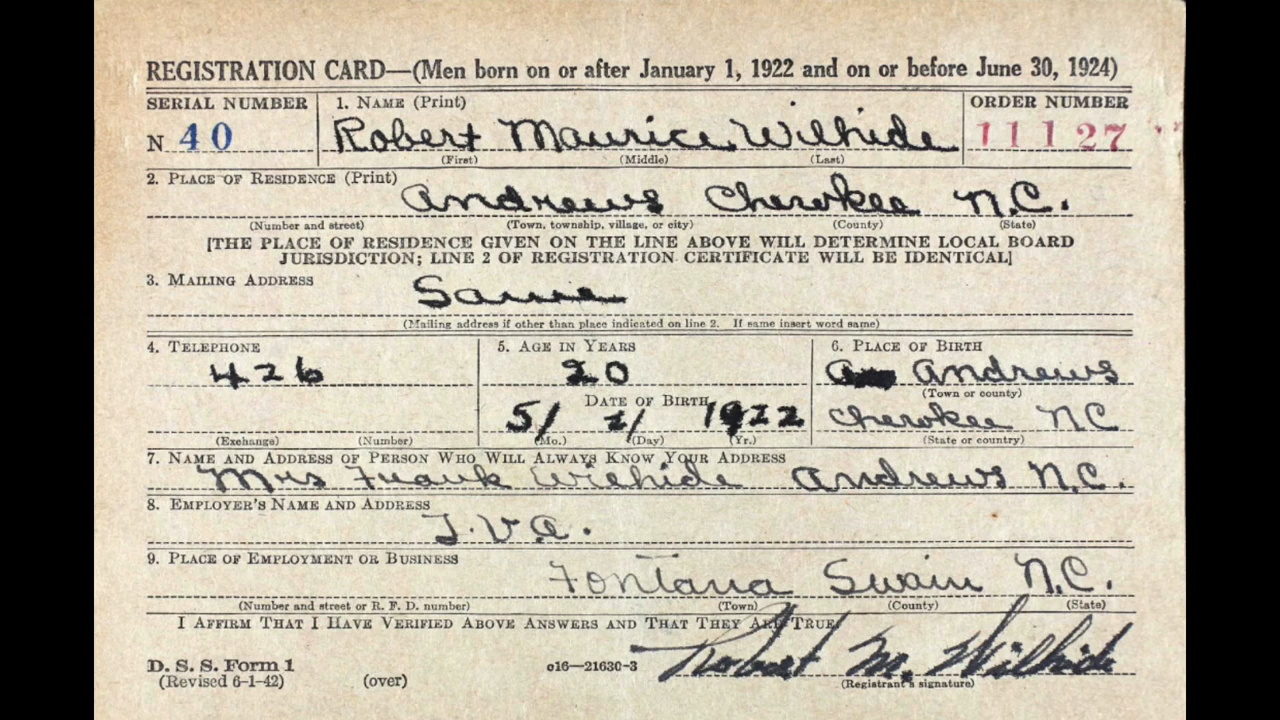 REGISTRATION CARD—(Men born on or after January 1, 1922 and on or before June 30, 1924)
SERIAL NUMBER 1. NAME (Print) ORDER NUMBER
N 40 Robert Maurice Wilhide 11127
(First) (Middle) (Last)
2. PLACE OF RESIDENCE (Print)
Andrews Cherokee N.C.
(Number and street) (Town, township, village, or city) (County) (State)
[THE PLACE OF RESIDENCE GIVEN ON THE LINE ABOVE WILL DETERMINE LOCAL BOARD
JURISDICTION; LINE 2 OF REGISTRATION CERTIFICATE WILL BE IDENTICAL]
3. MAILING ADDRESS
Same
(Mailing address if other than place indicated on line 2. If same insert word same)
4. TELEPHONE 5. AGE IN YEARS 6. PLACE OF BIRTH
426 20 Andrews
(Town or county)
DATE OF BIRTH
5/ / 1922 Cherokee NC
(Exchange) (Number) (Mo.) (Day) (Yr.) (State or country)
7. NAME AND ADDRESS OF PERSON WHO WILL ALWAYS KNOW YOUR ADDRESS
Mrs Frank Wilhide Andrews N.C.
8. EMPLOYER'S NAME AND ADDRESS
T.V.A.
9. PLACE OF EMPLOYMENT OR BUSINESS
Fontana Swain N.C.
(Number and street or R. F. D. number) (Town) (County) (State)
I AFFIRM THAT I HAVE VERIFIED ABOVE ANSWERS AND THAT THEY ARE TRUE.
Robert M. Wilhide
D. S. S. Form 1 o16—21630-3
(Revised 6-1-42) (over) (Registrant's signature)